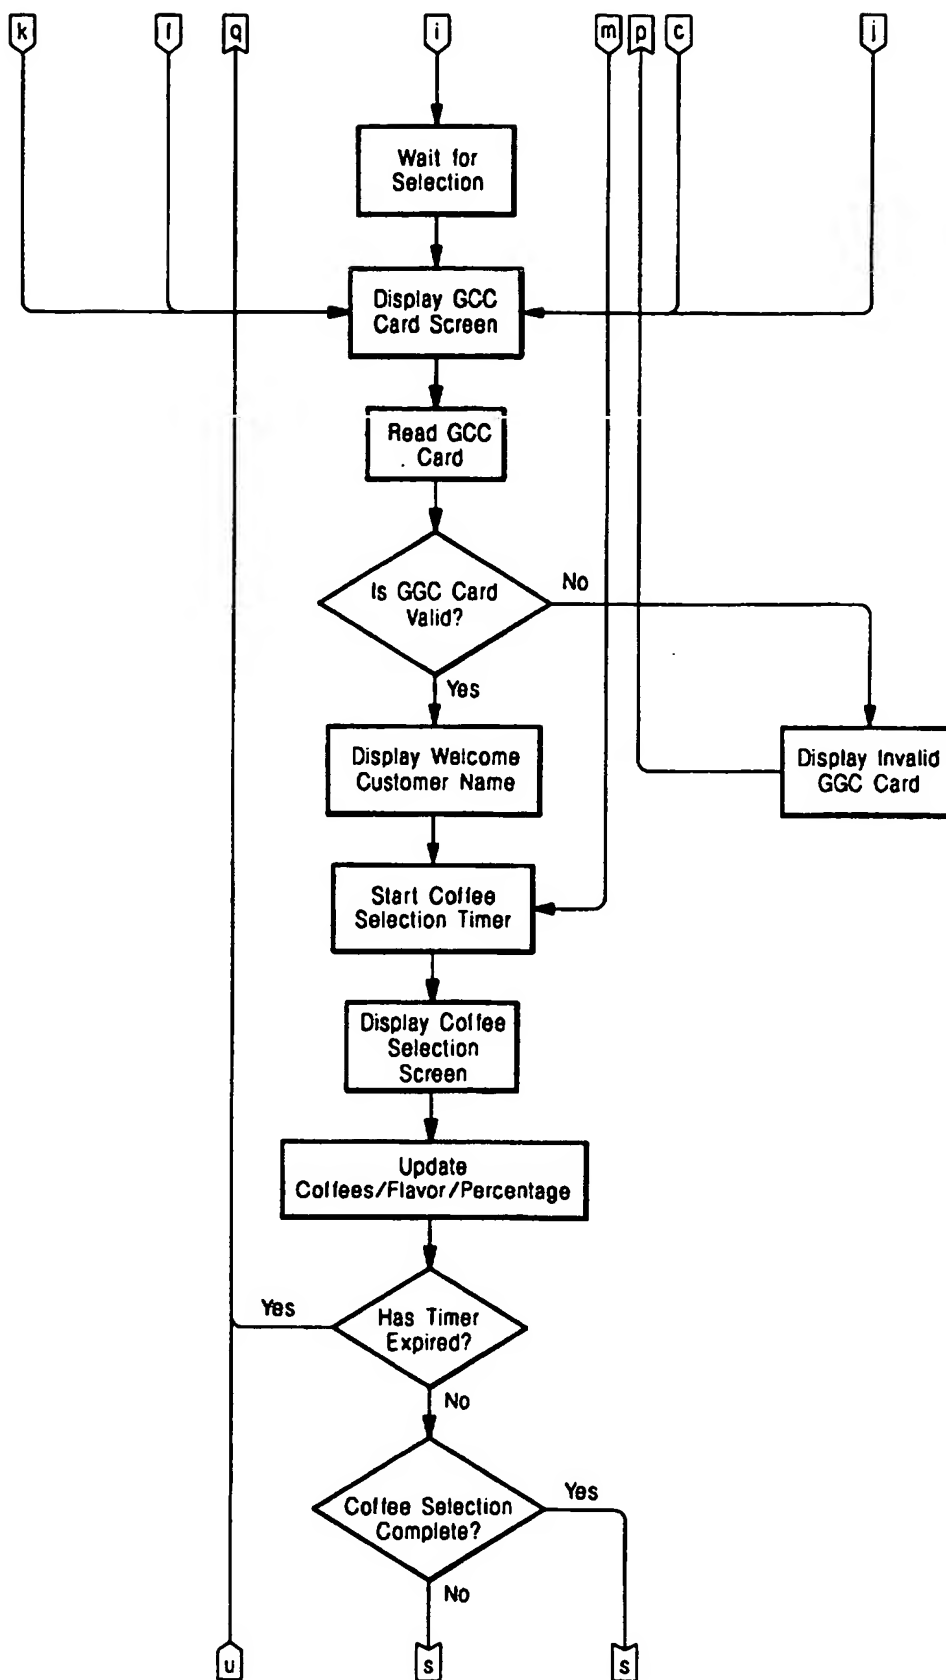 k l q i m p c j
Wait for
Selection
Display GCC
Card Screen
Read GCC
Card
Is GGC Card
Valid?
No
Yes
Display Welcome
Customer Name
Display Invalid
GGC Card
Start Coffee
Selection Timer
Display Coffee
Selection
Screen
Update
Coffees/Flavor/Percentage
Yes
Has Timer
Expired?
No
Coffee Selection
Complete?
Yes
No
u s s